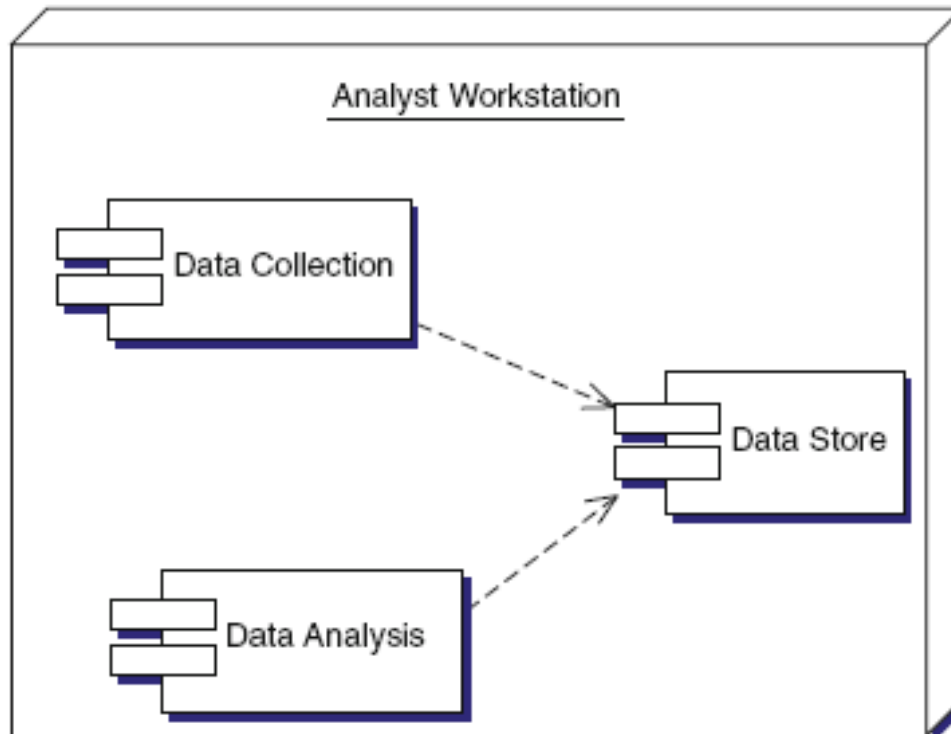 Analyst Workstation
Data Collection
Data Store
Data Analysis